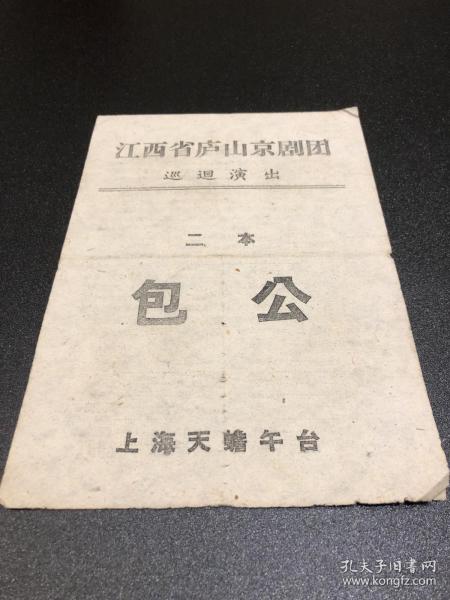 江西省庐山京剧团
巡迴演出
二本
包公
上海天蟾午台
孔夫子旧书网
www.kongfz.com